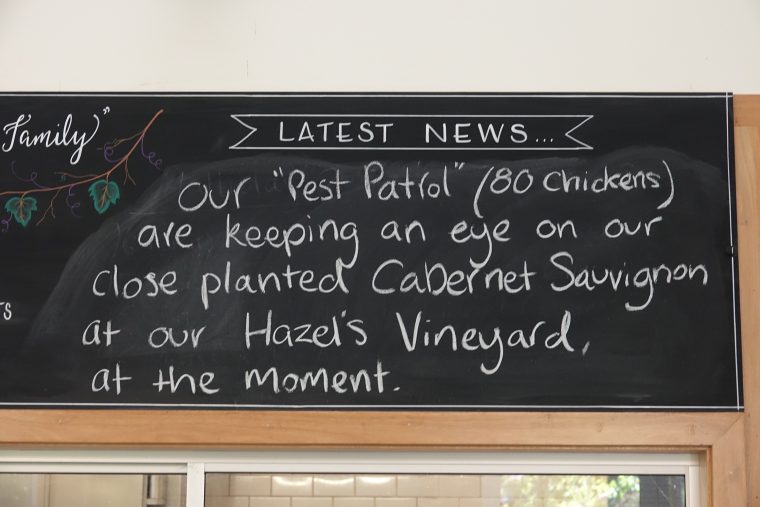 Family)"
LATEST NEWS...
Our "Pest Patrol" (80 chickens)
are keeping an eye on our
close planted Cabernet Sauvignon
at our Hazel's Vineyard,
at the moment.